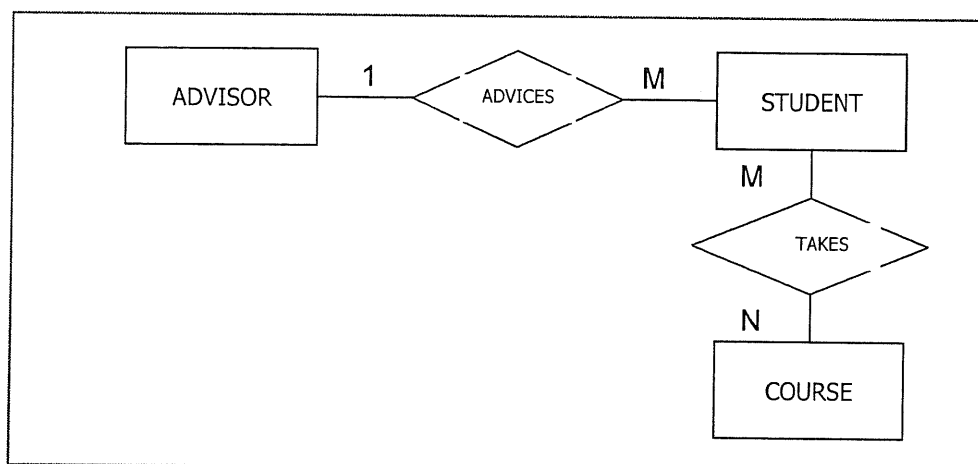 ADVISOR
1
ADVICES
M
STUDENT
M
TAKES
N
COURSE